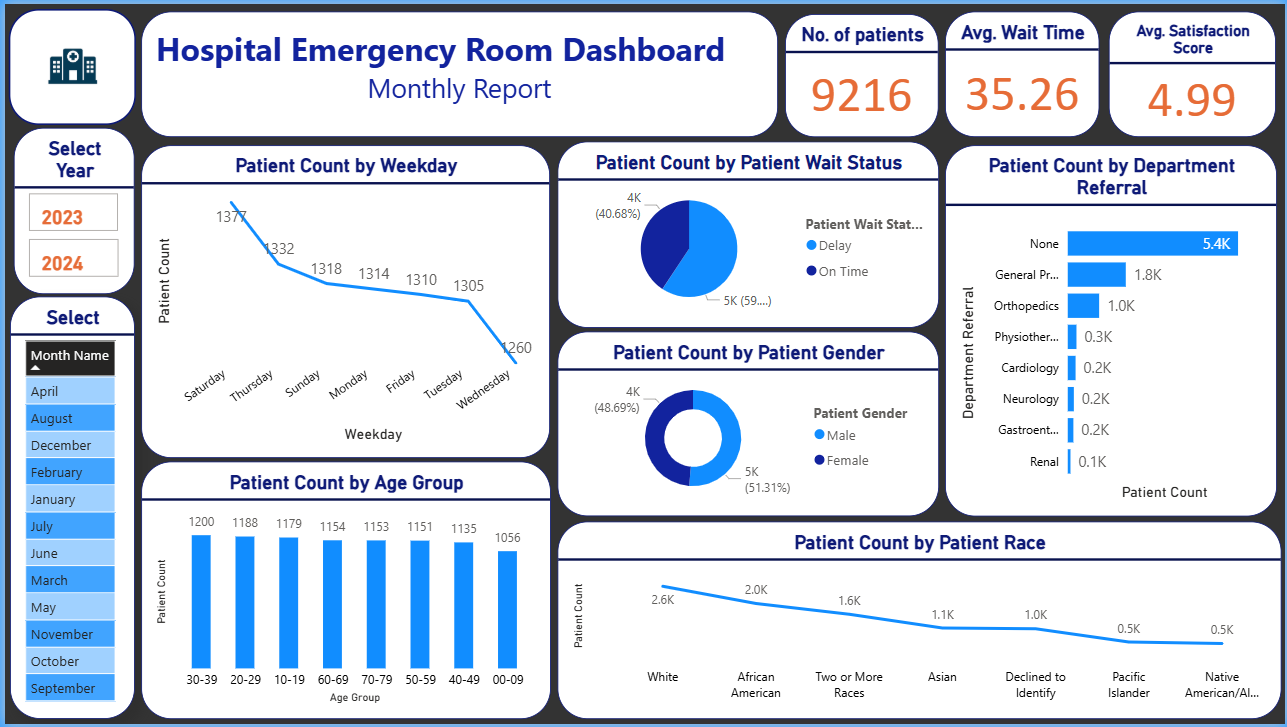 Hospital Emergency Room Dashboard
Monthly Report
No. of patients
9216
Avg. Wait Time
35.26
Avg. Satisfaction
Score
4.99
Select
Year
2023
2024
Select
Month Name
April
August
December
February
January
July
June
March
May
November
October
September
Patient Count by Weekday
Patient Count
1377
1332
1318
1314
1310
1305
1260
Saturday
Thursday
Sunday
Monday
Friday
Tuesday
Wednesday
Weekday
Patient Count by Age Group
Patient Count
1200
1188
1179
1154
1153
1151
1135
1056
30-39
20-29
10-19
60-69
70-79
50-59
40-49
00-09
Age Group
Patient Count by Patient Wait Status
4K
(40.68%)
5K (59....)
Patient Wait Stat...
Delay
On Time
Patient Count by Patient Gender
4K
(48.69%)
5K
(51.31%)
Patient Gender
Male
Female
Patient Count by Department
Referral
Department Referral
None
5.4K
General Pr...
1.8K
Orthopedics
1.0K
Physiother...
0.3K
Cardiology
0.2K
Neurology
0.2K
Gastroent...
0.2K
Renal
0.1K
Patient Count
Patient Count by Patient Race
Patient Count
2.6K
2.0K
1.6K
1.1K
1.0K
0.5K
0.5K
White
African
American
Two or More
Races
Asian
Declined to
Identify
Pacific
Islander
Native
American/Al...